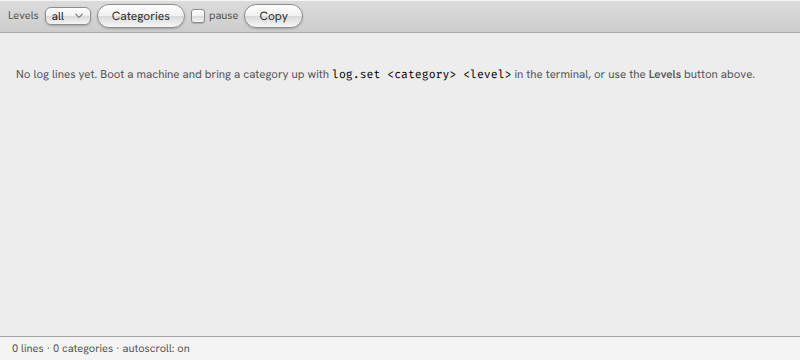 Levels all Categories pause Copy
No log lines yet. Boot a machine and bring a category up with log.set <category> <level> in the terminal, or use the Levels button above.
0 lines · 0 categories · autoscroll: on